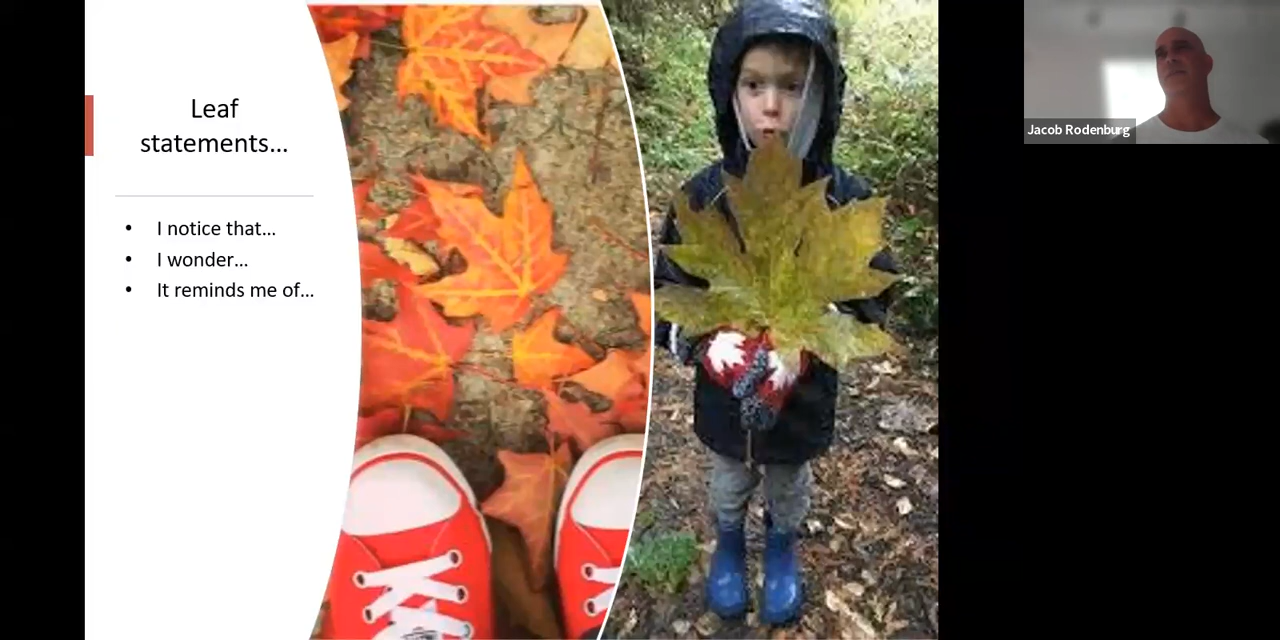 Leaf
statements...
• I notice that...
• I wonder...
• It reminds me of...
Jacob Rodenburg